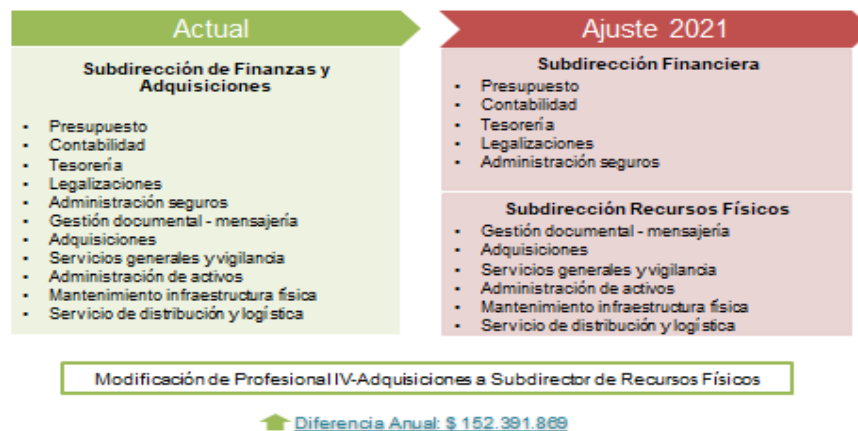 Actual
Subdirección de Finanzas y
Adquisiciones
• Presupuesto
• Contabilidad
• Tesorería
• Legalizaciones
• Administración seguros
• Gestión documental - mensajería
• Adquisiciones
• Servicios generales y vigilancia
• Administración de activos
• Mantenimiento infraestructura física
• Servicio de distribución y logística
Ajuste 2021
Subdirección Financiera
• Presupuesto
• Contabilidad
• Tesorería
• Legalizaciones
• Administración seguros
Subdirección Recursos Físicos
• Gestión documental - mensajería
• Adquisiciones
• Servicios generales y vigilancia
• Administración de activos
• Mantenimiento infraestructura física
• Servicio de distribución y logística
Modificación de Profesional IV-Adquisiciones a Subdirector de Recursos Físicos
Diferencia Anual: $ 152.391.869